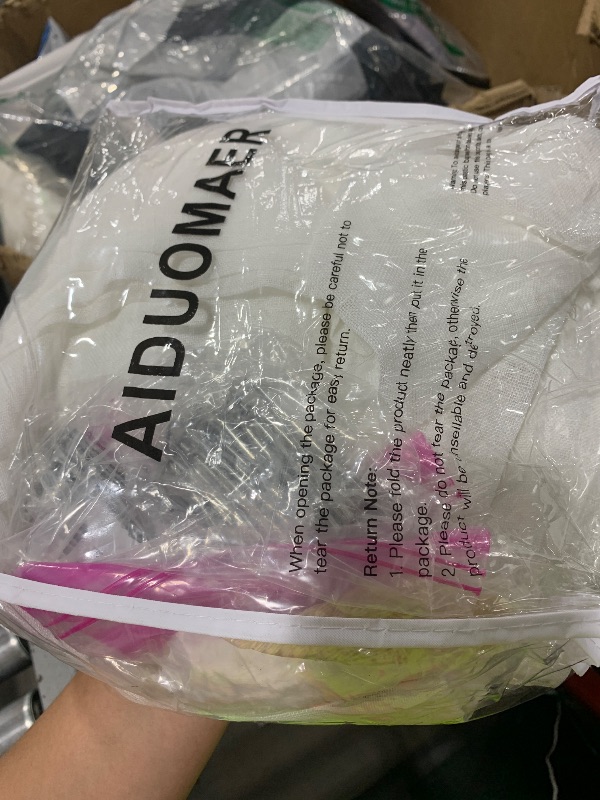 AIDUOMAER
When opening the package, please be careful not to
tear the package for easy return.
Return Note:
1. Please fold the product neatly then put it in the
package.
2. Please do not tear the packag, otherwise the
product will be unsellable and destroyed.